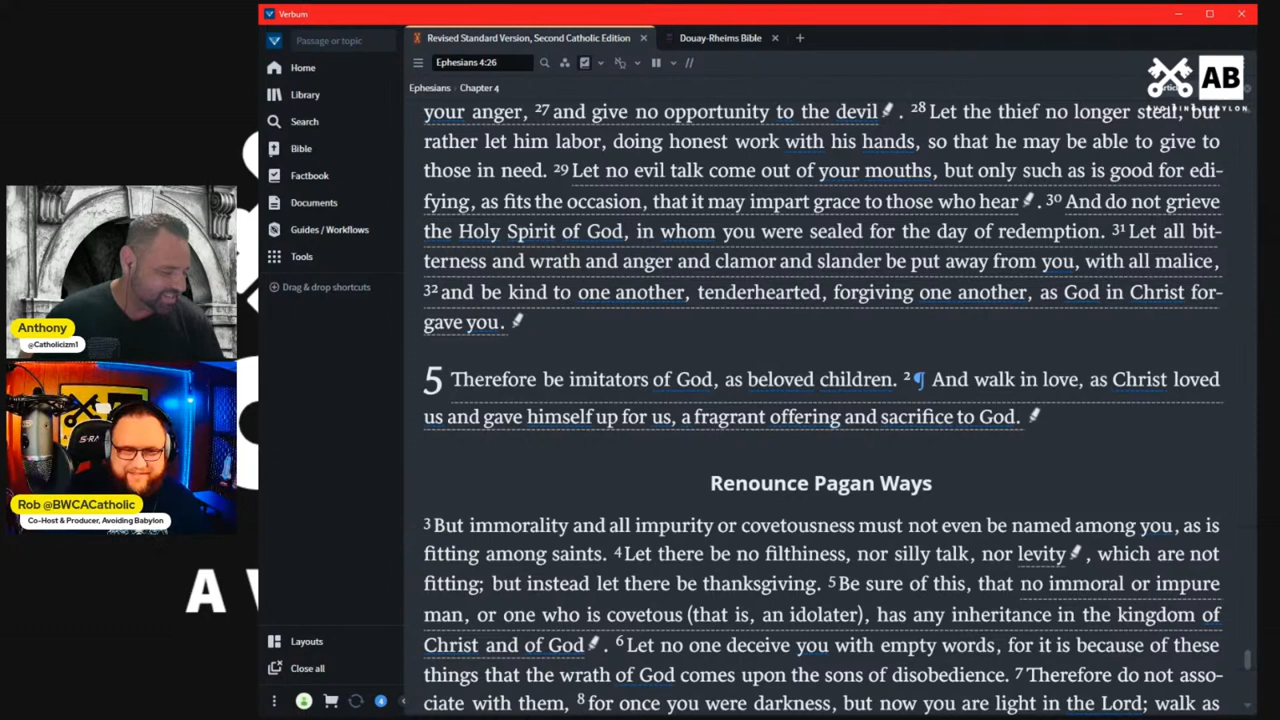 Verbum
Passage or topic
Home
Library
Search
Bible
Factbook
Documents
Guides / Workflows
Tools
Drag & drop shortcuts
Layouts
Close all
4
Revised Standard Version, Second Catholic Edition
Douay-Rheims Bible
Ephesians 4:26
Ephesians › Chapter 4
AB
AVOIDING BABYLON
your anger, 27 and give no opportunity to the devil. 28 Let the thief no longer steal, but
rather let him labor, doing honest work with his hands, so that he may be able to give to
those in need. 29 Let no evil talk come out of your mouths, but only such as is good for edi-
fying, as fits the occasion, that it may impart grace to those who hear. 30 And do not grieve
the Holy Spirit of God, in whom you were sealed for the day of redemption. 31 Let all bit-
terness and wrath and anger and clamor and slander be put away from you, with all malice,
32 and be kind to one another, tenderhearted, forgiving one another, as God in Christ for-
gave you.
5 Therefore be imitators of God, as beloved children. 2 ¶ And walk in love, as Christ loved
us and gave himself up for us, a fragrant offering and sacrifice to God.
Renounce Pagan Ways
3 But immorality and all impurity or covetousness must not even be named among you, as is
fitting among saints. 4 Let there be no filthiness, nor silly talk, nor levity, which are not
fitting; but instead let there be thanksgiving. 5 Be sure of this, that no immoral or impure
man, or one who is covetous (that is, an idolater), has any inheritance in the kingdom of
Christ and of God. 6 Let no one deceive you with empty words, for it is because of these
things that the wrath of God comes upon the sons of disobedience. 7 Therefore do not asso-
ciate with them, 8 for once you were darkness, but now you are light in the Lord; walk as
Anthony
@Catholicizm1
Rob @BWCACatholic
Co-Host & Producer, Avoiding Babylon
A